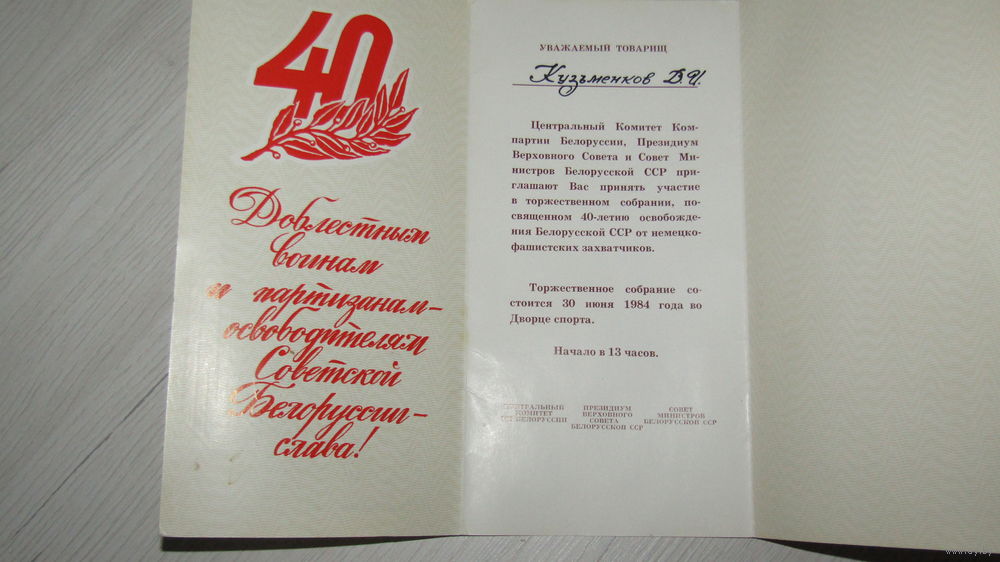 40
Доблестным
воинам
и партизанам-
освободителям
Советской
Белоруссии-
слава!
УВАЖАЕМЫЙ ТОВАРИЩ
Кузьменков В.И.
Центральный Комитет Ком-
партии Белоруссии, Президиум
Верховного Совета и Совет Ми-
нистров Белорусской ССР при-
глашают Вас принять участие
в торжественном собрании, по-
священном 40-летию освобожде-
ния Белорусской ССР от немецко-
фашистских захватчиков.
Торжественное собрание со-
стоится 30 июня 1984 года во
Дворце спорта.
Начало в 13 часов.
ЦЕНТРАЛЬНЫЙ
КОМИТЕТ
БЕЛОРУССИИ
ПРЕЗИДИУМ
ВЕРХОВНОГО
СОВЕТА
БЕЛОРУССКОЙ ССР
СОВЕТ
МИНИСТРОВ
БЕЛОРУССКОЙ ССР